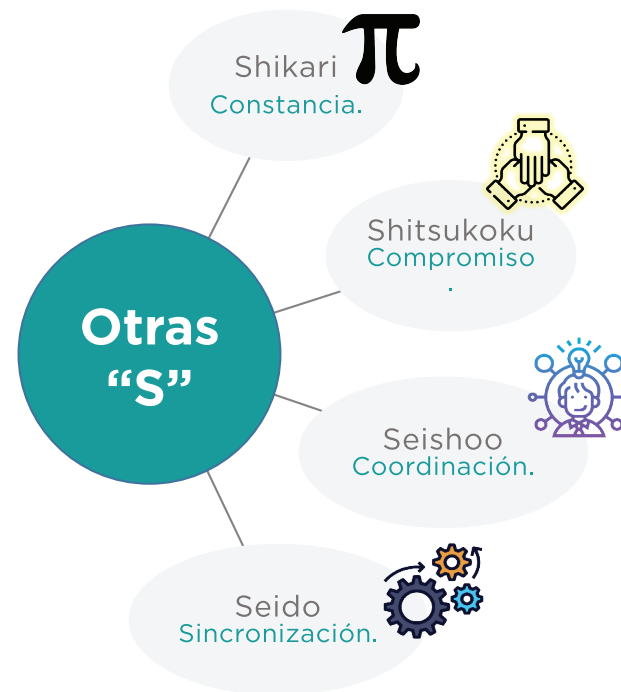 Shikari
Constancia.
Shitsukoku
Compromiso
.
Otras
“S”
Seishoo
Coordinación.
Seido
Sincronización.